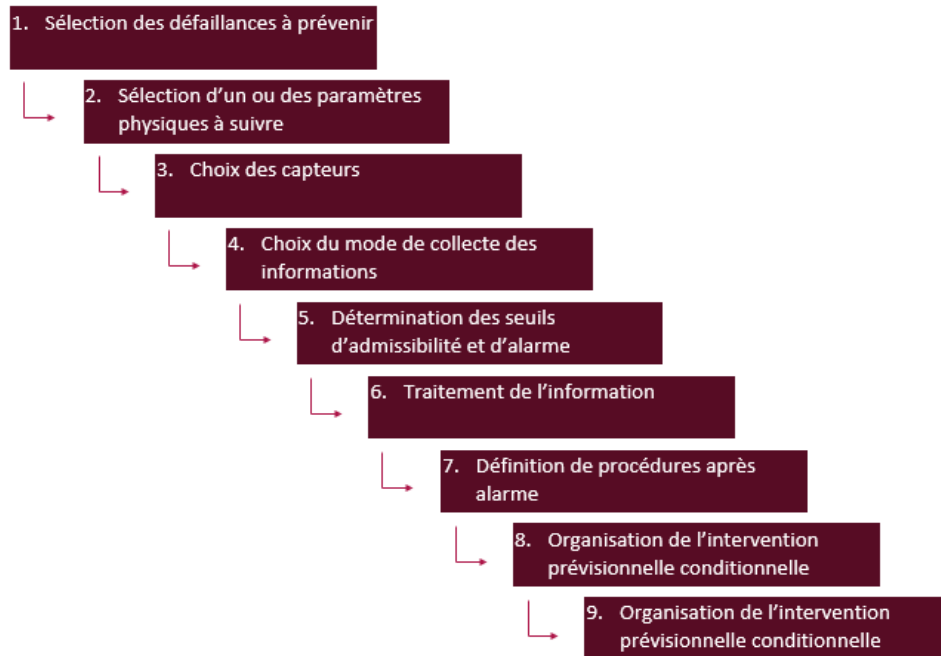 1. Sélection des défaillances à prévenir
2. Sélection d'un ou des paramètres
physiques à suivre
3. Choix des capteurs
4. Choix du mode de collecte des
informations
5. Détermination des seuils
d'admissibilité et d'alarme
6. Traitement de l'information
7. Définition de procédures après
alarme
8. Organisation de l'intervention
prévisionnelle conditionnelle
9. Organisation de l'intervention
prévisionnelle conditionnelle